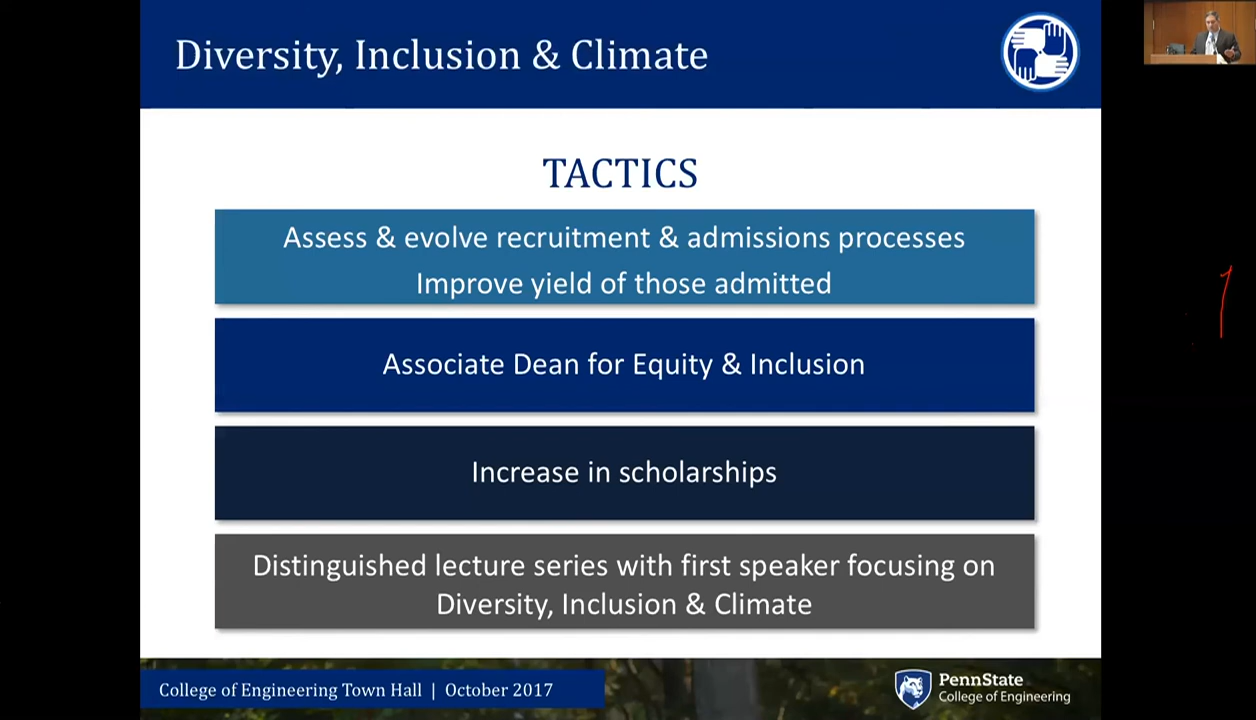 Diversity, Inclusion & Climate
TACTICS
Assess & evolve recruitment & admissions processes
Improve yield of those admitted
Associate Dean for Equity & Inclusion
Increase in scholarships
Distinguished lecture series with first speaker focusing on
Diversity, Inclusion & Climate
1
College of Engineering Town Hall | October 2017
PennState
College of Engineering